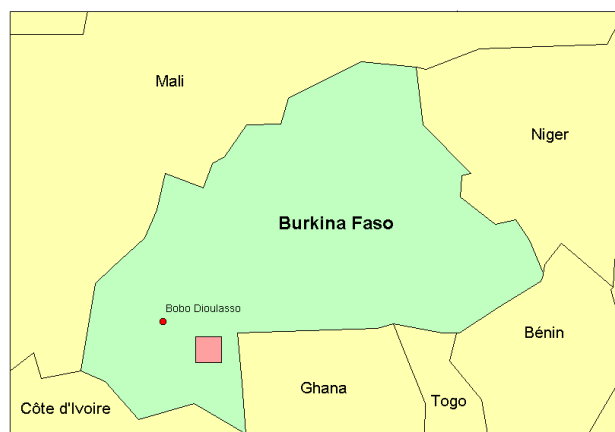 Mali
Niger
Burkina Faso
Bobo Dioulasso
Bénin
Ghana
Togo
Côte d'Ivoire